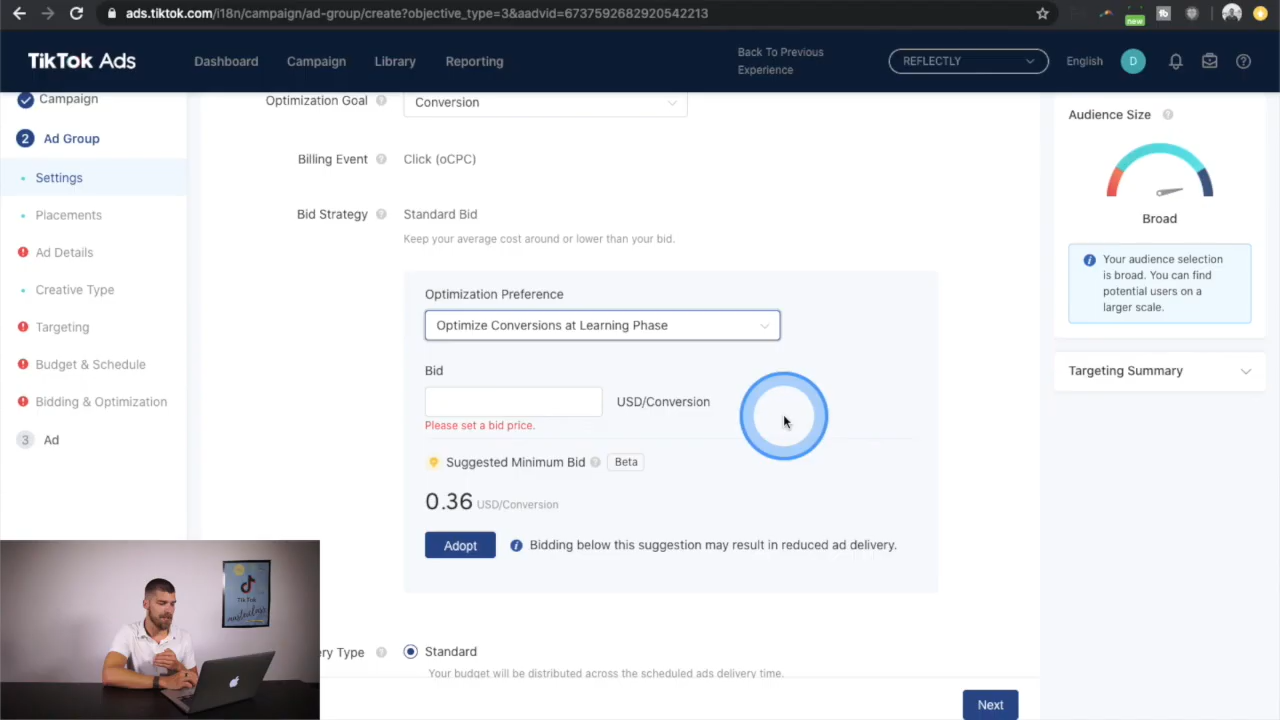 ads.tiktok.com/i18n/campaign/ad-group/create?objective_type=3&aadvid=6737592682920542213
new
TikTok Ads
Dashboard
Campaign
Library
Reporting
Back To Previous
Experience
REFLECTLY
English
D
Campaign
2 Ad Group
Settings
Placements
Ad Details
Creative Type
Targeting
Budget & Schedule
Bidding & Optimization
3 Ad
Optimization Goal
Conversion
Billing Event
Click (oCPC)
Bid Strategy
Standard Bid
Keep your average cost around or lower than your bid.
Optimization Preference
Optimize Conversions at Learning Phase
Bid
USD/Conversion
Please set a bid price.
Suggested Minimum Bid
Beta
0.36 USD/Conversion
Adopt
Bidding below this suggestion may result in reduced ad delivery.
ery Type
Standard
Your budget will be distributed across the scheduled ads delivery time.
Next
Audience Size
Broad
Your audience selection
is broad. You can find
potential users on a
larger scale.
Targeting Summary
Tik Tok